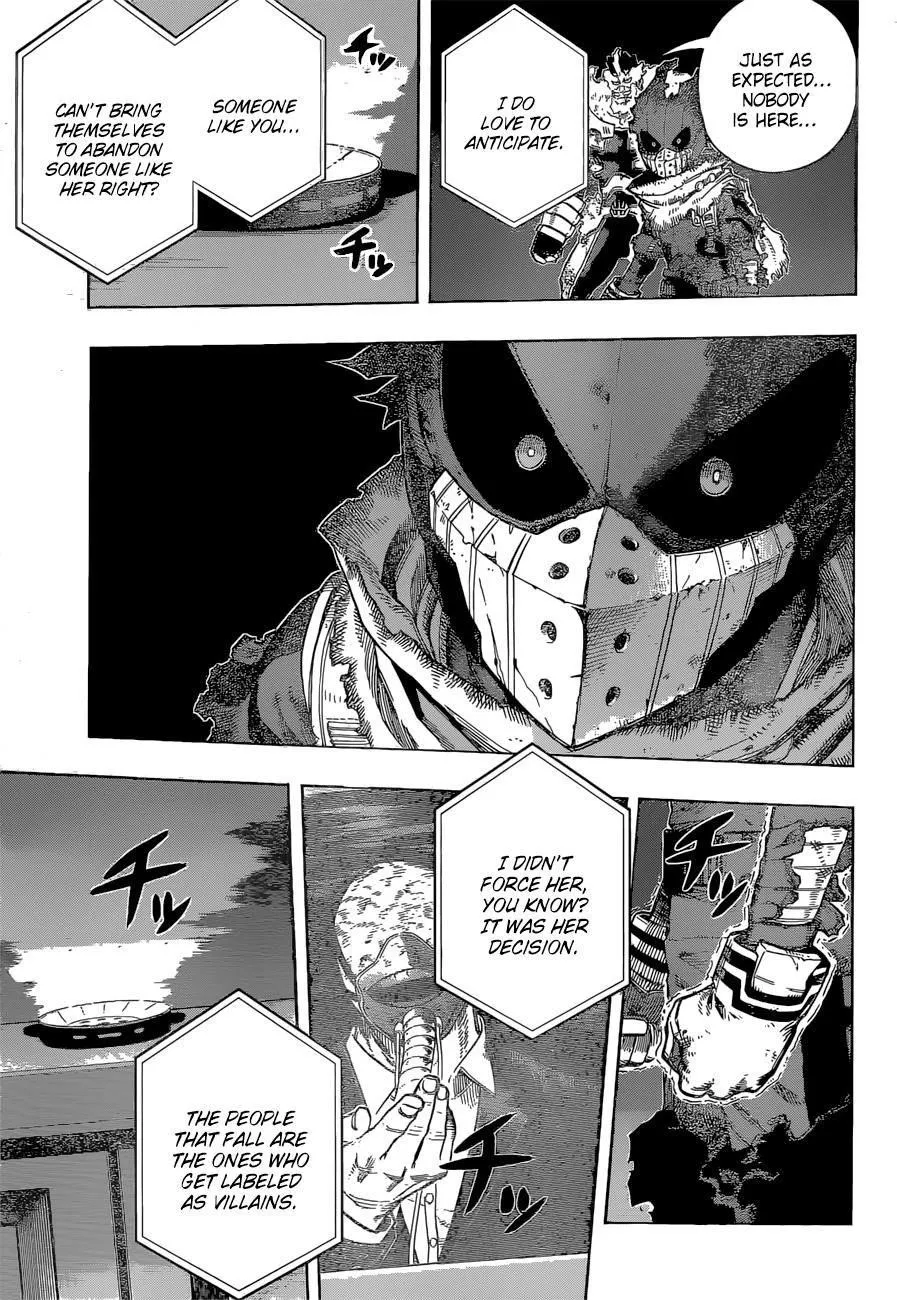 JUST AS
EXPECTED...
NOBODY
IS HERE...
I DO
LOVE TO
ANTICIPATE.
チッ
SOMEONE
LIKE YOU...
CAN'T BRING
THEMSELVES
TO ABANDON
SOMEONE LIKE
HER RIGHT?
チッ
チッ
I DIDN'T
FORCE HER,
YOU KNOW?
IT WAS HER
DECISION.
チッ
チッ
THE PEOPLE
THAT FALL ARE
THE ONES WHO
GET LABELED
AS VILLAINS.